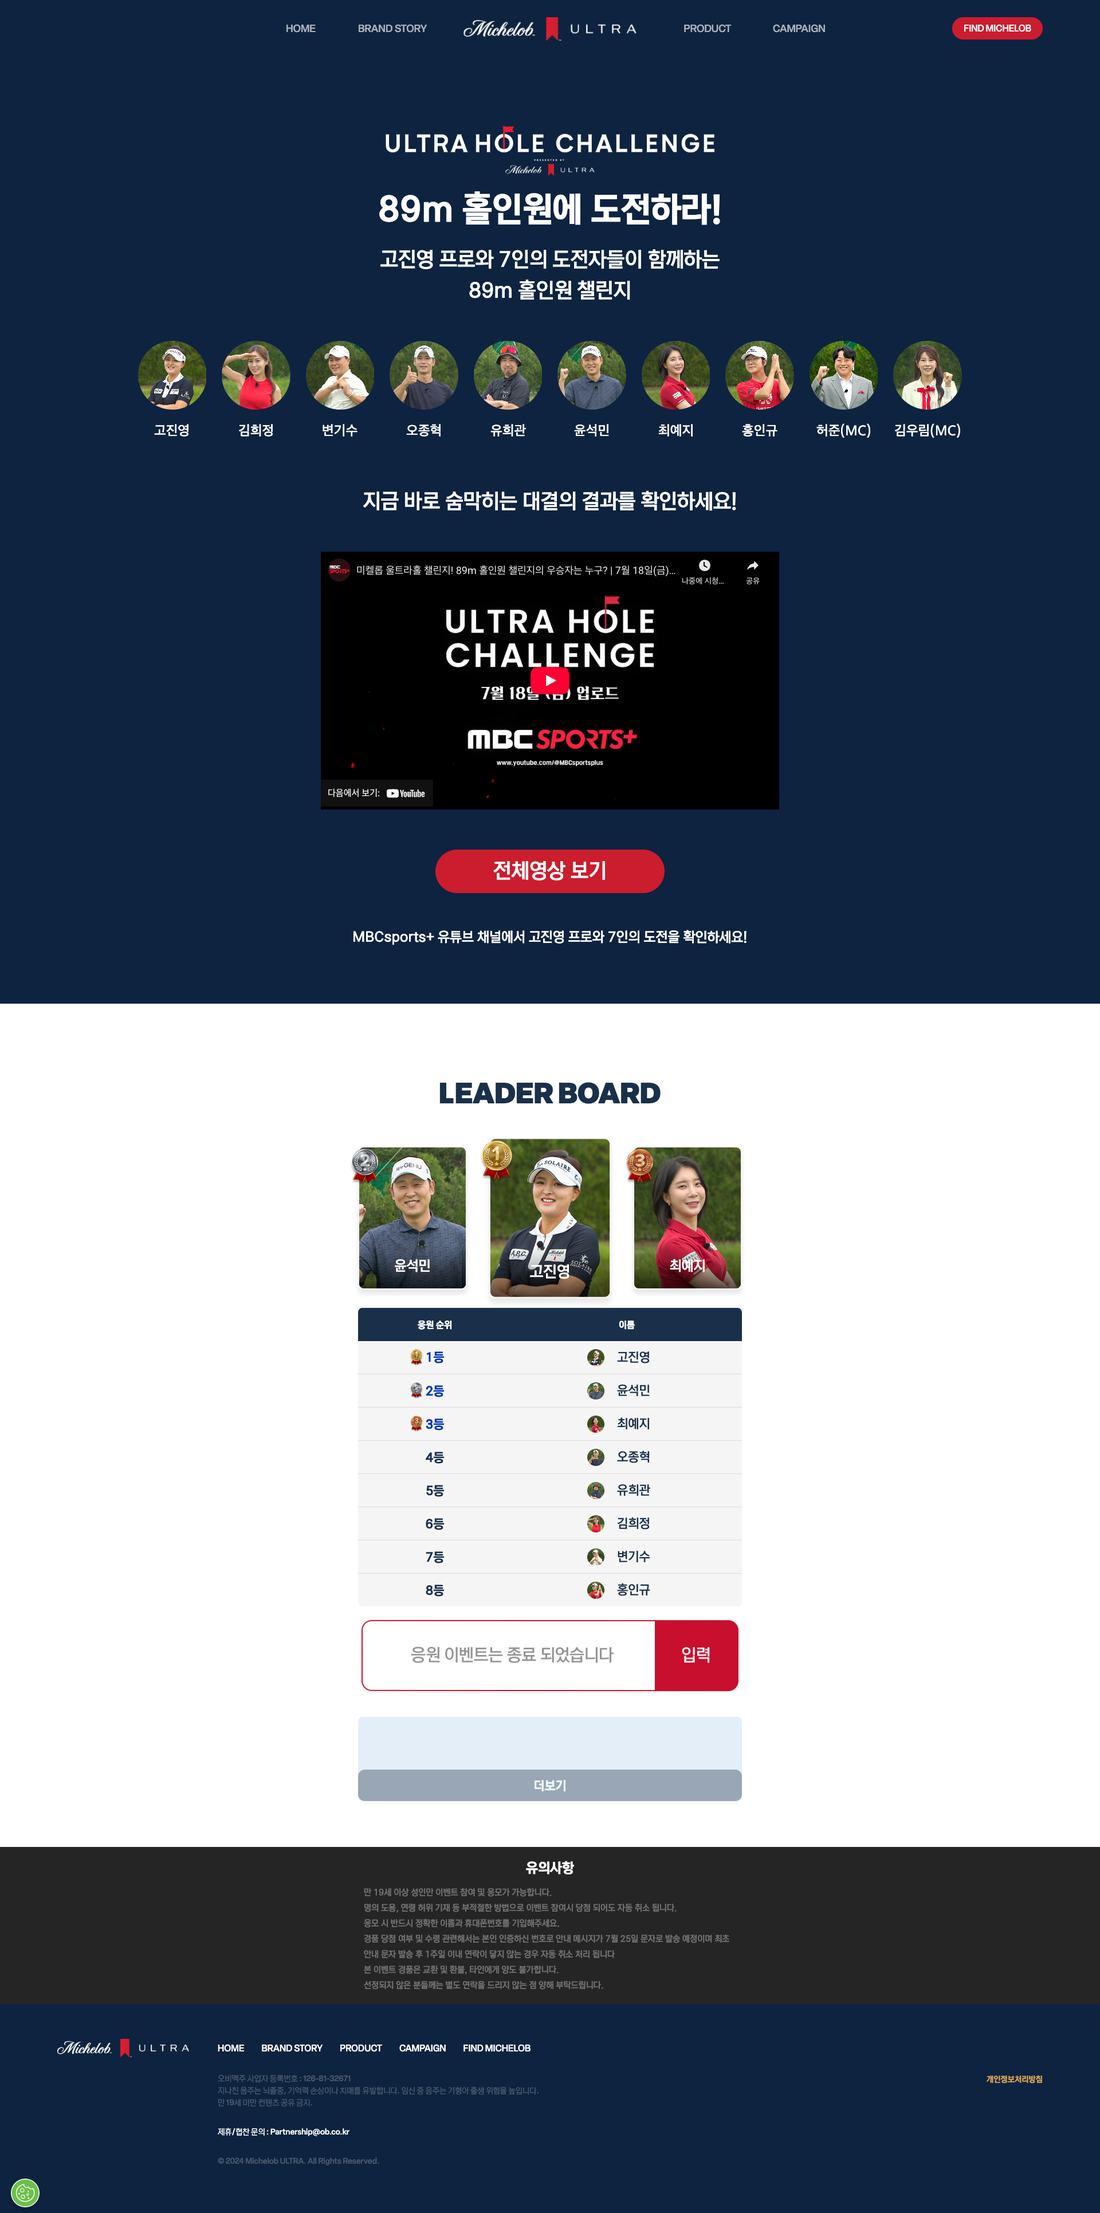 HOME
BRAND STORY
Michelob ULTRA
PRODUCT
CAMPAIGN
FIND MICHELOB
ULTRA HOLE CHALLENGE
PRESENTED BY
Michelob ULTRA
89m 홀인원에 도전하라!
고진영 프로와 7인의 도전자들이 함께하는
89m 홀인원 챌린지
고진영
김희정
변기수
오종혁
유희관
윤석민
최예지
홍인규
허준(MC)
김우림(MC)
지금 바로 숨막히는 대결의 결과를 확인하세요!
MBC SPORTS+
미켈롭 울트라홀 챌린지! 89m 홀인원 챌린지의 우승자는 누구? | 7월 18일(금)...
나중에 시청...
공유
ULTRA HOLE
CHALLENGE
7월 18일 (금) 업로드
MBC SPORTS+
www.youtube.com/@MBCsportsplus
다음에서 보기: YouTube
전체영상 보기
MBCsports+ 유튜브 채널에서 고진영 프로와 7인의 도전을 확인하세요!
LEADER BOARD
2
1
3
SOLAIRE
윤석민
고진영
최예지
응원 순위
이름
1등
고진영
2등
윤석민
3등
최예지
4등
오종혁
5등
유희관
6등
김희정
7등
변기수
8등
홍인규
응원 이벤트는 종료 되었습니다
입력
더보기
유의사항
만 19세 이상 성인만 이벤트 참여 및 응모가 가능합니다.
명의 도용, 연령 허위 기재 등 부적절한 방법으로 이벤트 참여시 당첨 되어도 자동 취소 됩니다.
응모 시 반드시 정확한 이름과 휴대폰번호를 기입해주세요.
경품 당첨 여부 및 수령 관련해서는 본인 인증하신 번호로 안내 메시지가 7월 25일 문자로 발송 예정이며 최초
안내 문자 발송 후 1주일 이내 연락이 닿지 않는 경우 자동 취소 처리 됩니다
본 이벤트 경품은 교환 및 환불, 타인에게 양도 불가합니다.
선정되지 않은 분들께는 별도 연락을 드리지 않는 점 양해 부탁드립니다.
Michelob ULTRA
HOME
BRAND STORY
PRODUCT
CAMPAIGN
FIND MICHELOB
오비맥주 사업자 등록번호 : 126-81-32671
지나친 음주는 뇌졸중, 기억력 손상이나 치매를 유발합니다. 임신 중 음주는 기형아 출생 위험을 높입니다.
만 19세 미만 컨텐츠 공유 금지.
개인정보처리방침
제휴/협찬 문의 : Partnership@ob.co.kr
© 2024 Michelob ULTRA. All Rights Reserved.